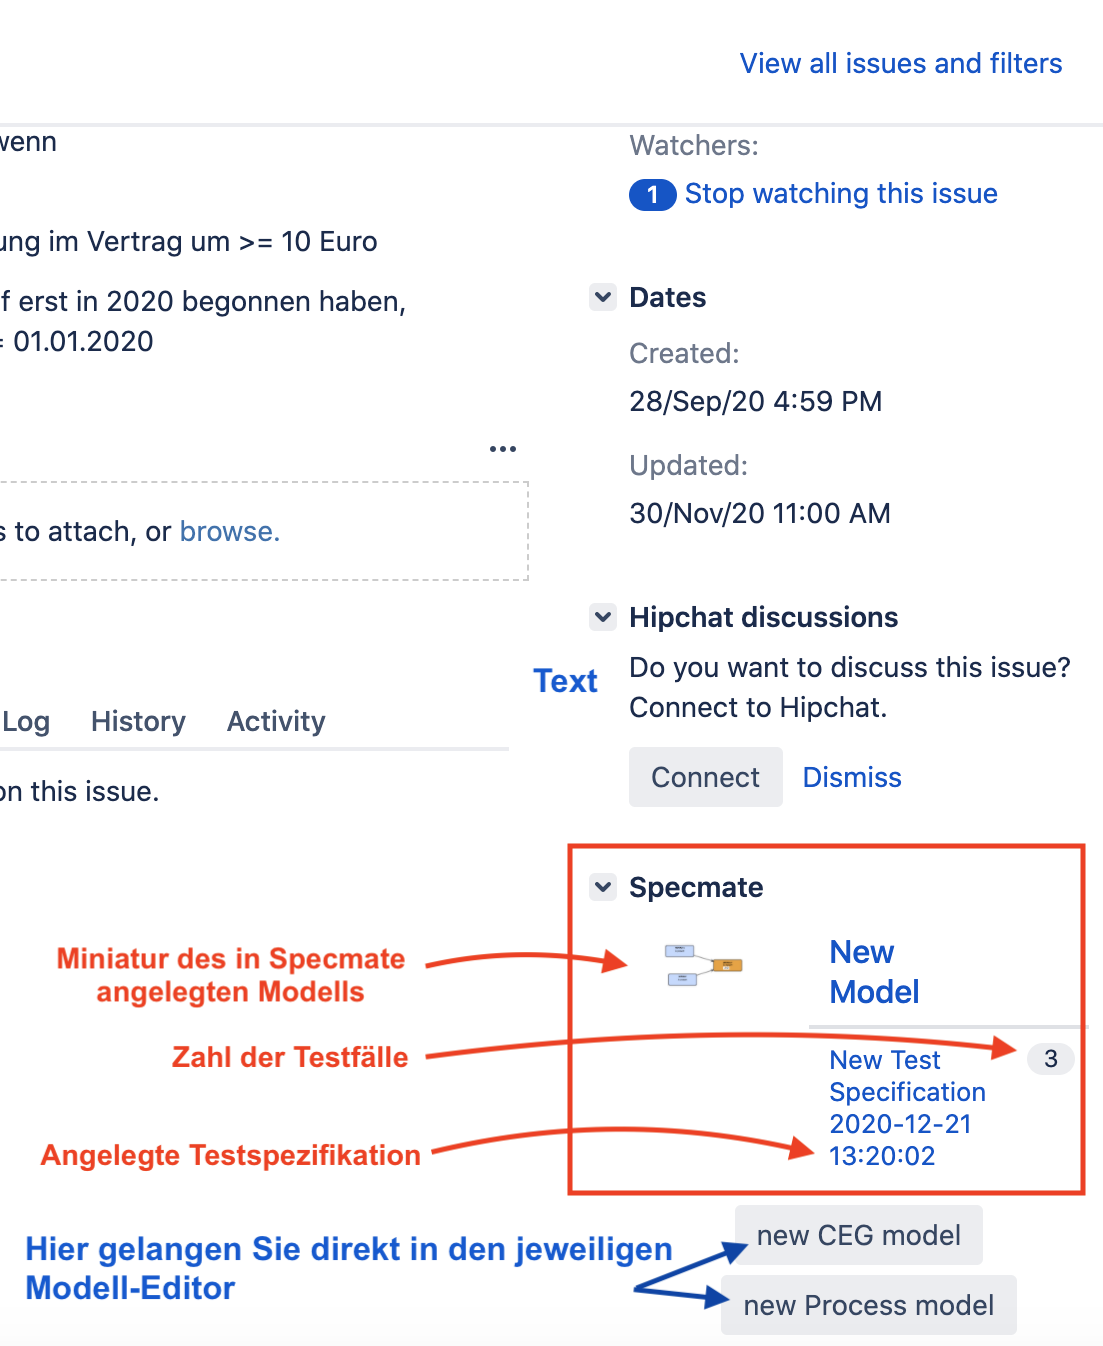 View all issues and filters
wenn
Watchers:
1 Stop watching this issue
ung im Vertrag um >= 10 Euro
f erst in 2020 begonnen haben,
= 01.01.2020
Dates
Created:
28/Sep/20 4:59 PM
Updated:
30/Nov/20 11:00 AM
s to attach, or browse.
Hipchat discussions
Text
Do you want to discuss this issue?
Connect to Hipchat.
Log History Activity
Connect Dismiss
on this issue.
Specmate
Miniatur des in Specmate
angelegten Modells
New
Model
Zahl der Testfälle
New Test
Specification
2020-12-21
13:20:02
3
Angelegte Testspezifikation
new CEG model
Hier gelangen Sie direkt in den jeweiligen
Modell-Editor
new Process model